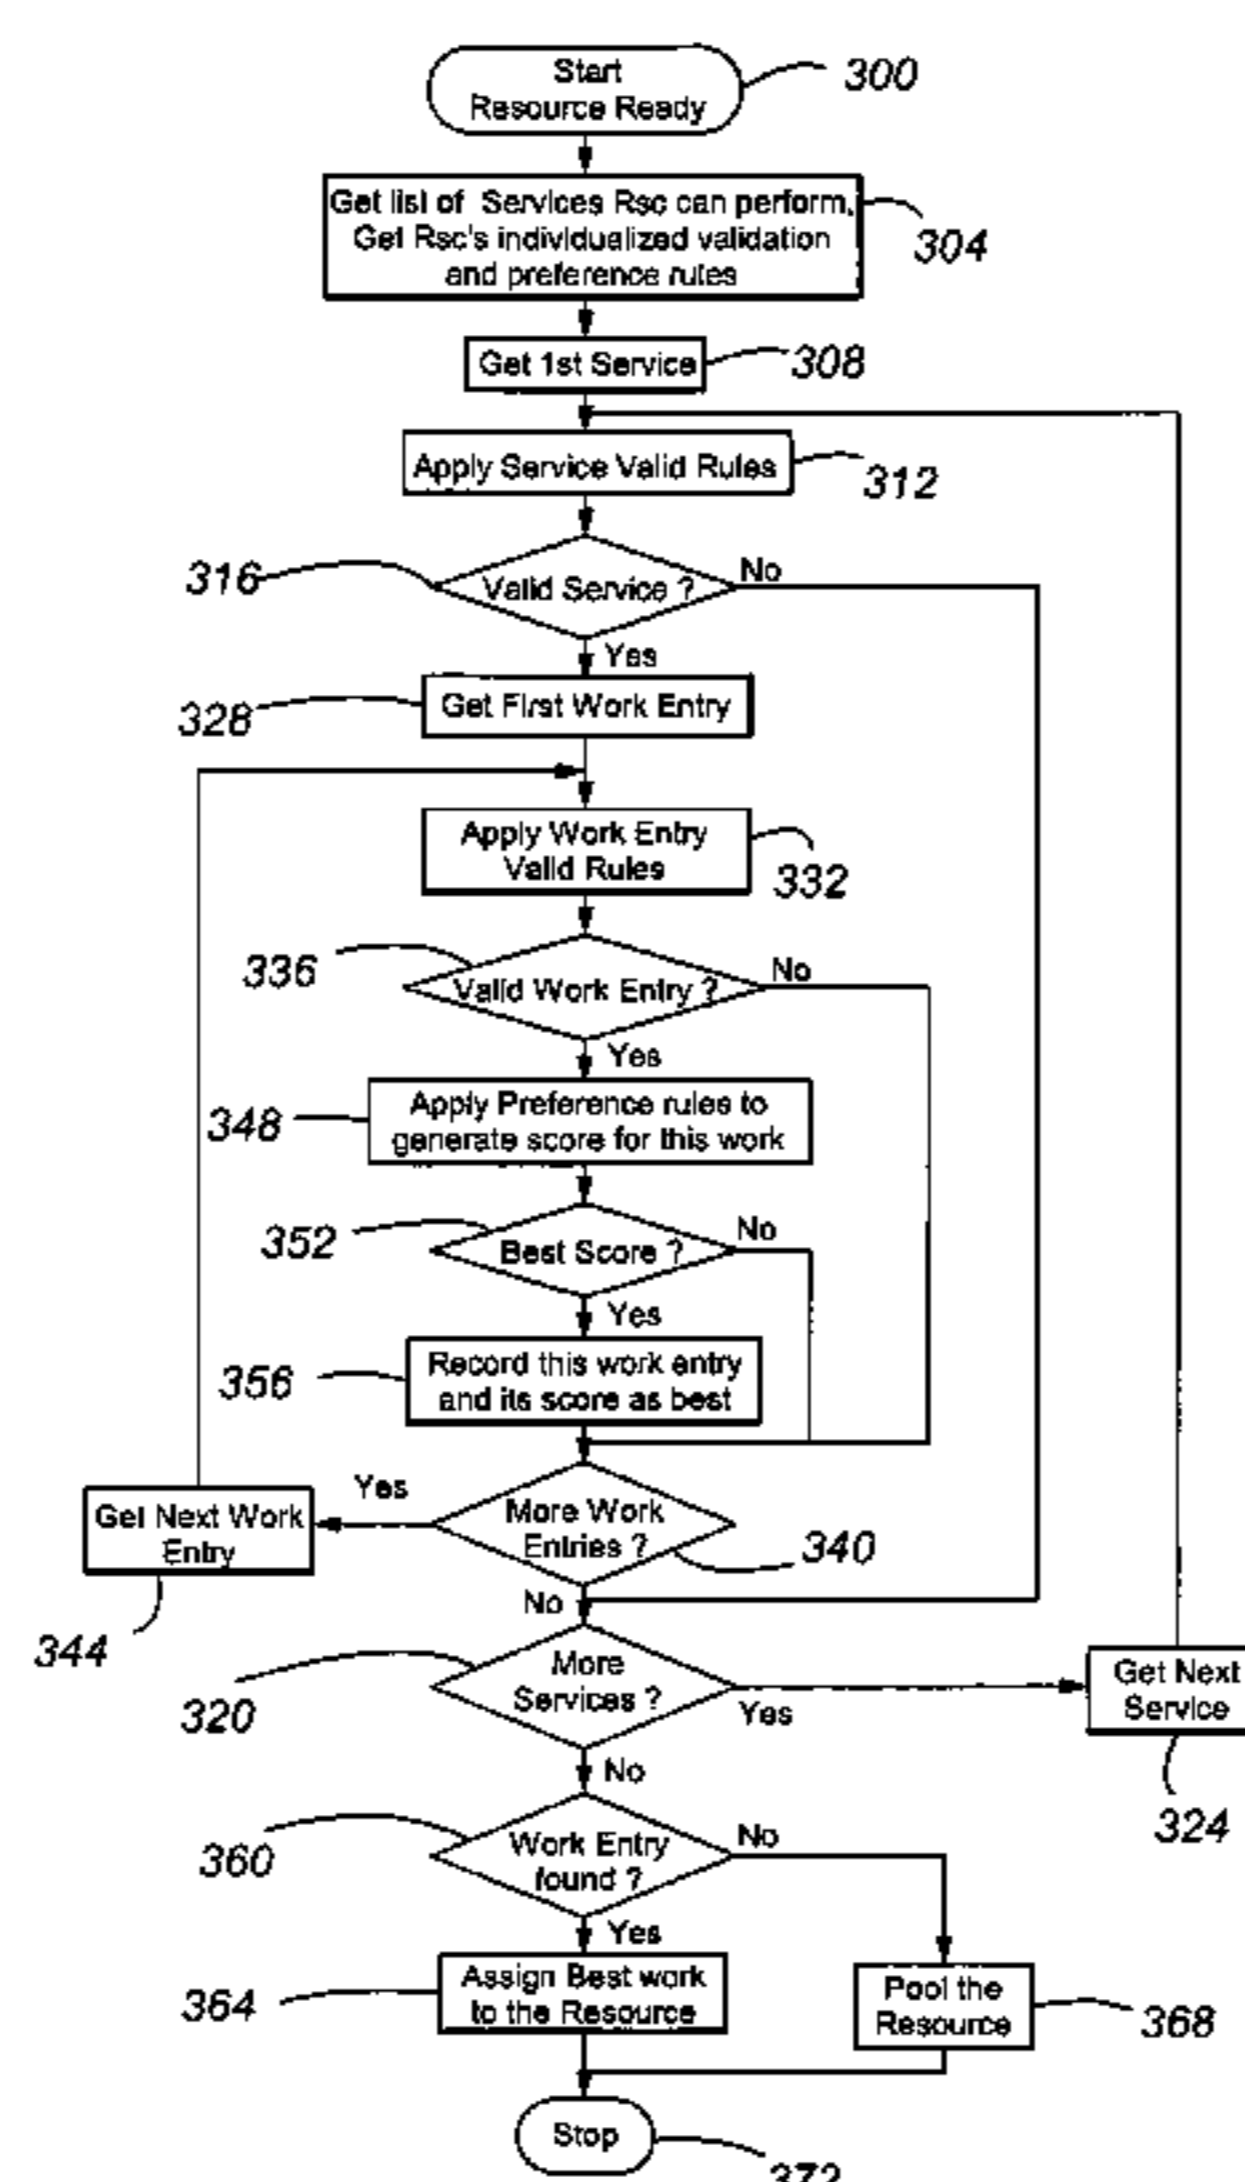 Start
Resource Ready
300
Get list of Services Rsc can perform.
Get Rsc's individualized validation
and preference rules
304
Get 1st Service
308
Apply Service Valid Rules
312
316
Valid Service ?
No
Yes
328
Get First Work Entry
Apply Work Entry
Valid Rules
332
336
Valid Work Entry ?
No
Yes
348
Apply Preference rules to
generate score for this work
352
Best Score ?
No
Yes
356
Record this work entry
and its score as best
Yes
Get Next Work
Entry
More Work
Entries ?
340
344
No
320
More
Services ?
Yes
Get Next
Service
324
No
360
Work Entry
found ?
No
Yes
364
Assign Best work
to the Resource
Pool the
Resource
368
Stop
372